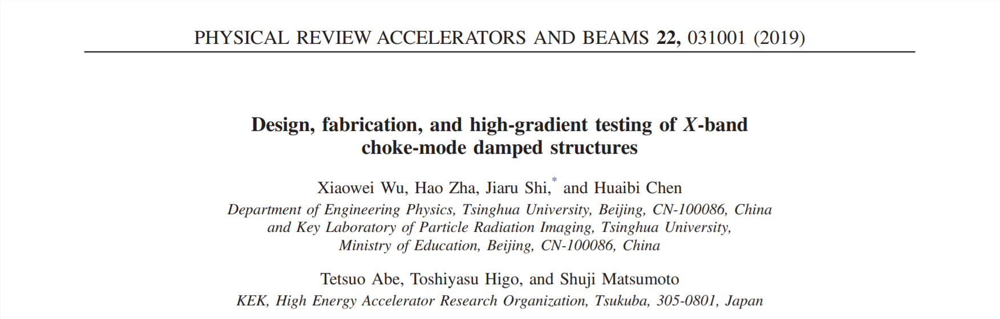 PHYSICAL REVIEW ACCELERATORS AND BEAMS 22, 031001 (2019)
Design, fabrication, and high-gradient testing of X-band
choke-mode damped structures
Xiaowei Wu, Hao Zha, Jiaru Shi,* and Huaibi Chen
Department of Engineering Physics, Tsinghua University, Beijing, CN-100086, China
and Key Laboratory of Particle Radiation Imaging, Tsinghua University,
Ministry of Education, Beijing, CN-100086, China
Tetsuo Abe, Toshiyasu Higo, and Shuji Matsumoto
KEK, High Energy Accelerator Research Organization, Tsukuba, 305-0801, Japan